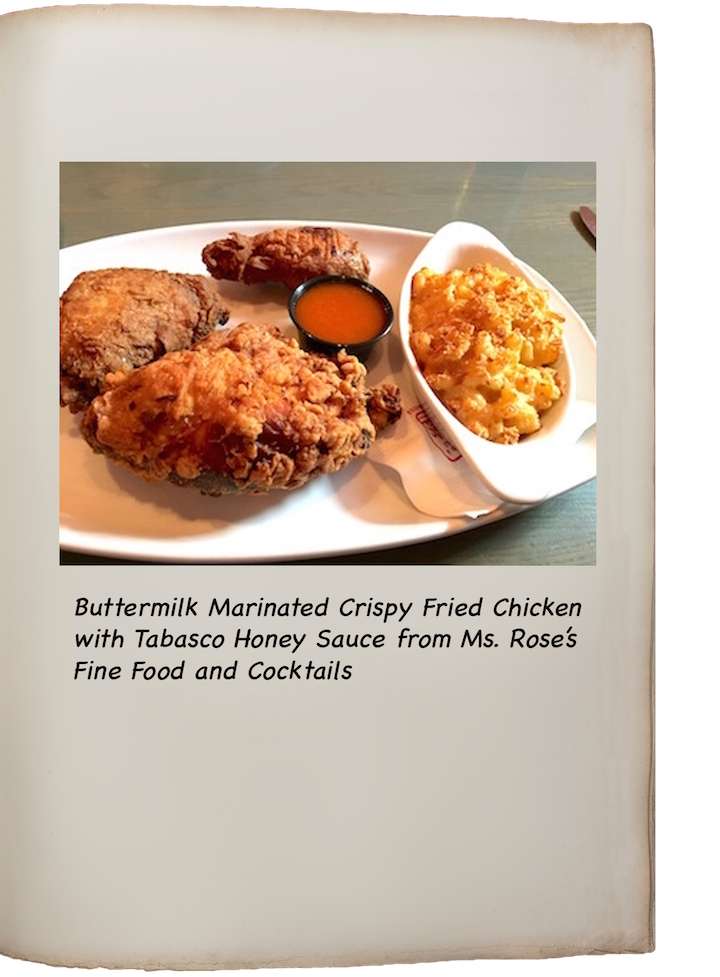 Buttermilk Marinated Crispy Fried Chicken
with Tabasco Honey Sauce from Ms. Rose's
Fine Food and Cocktails